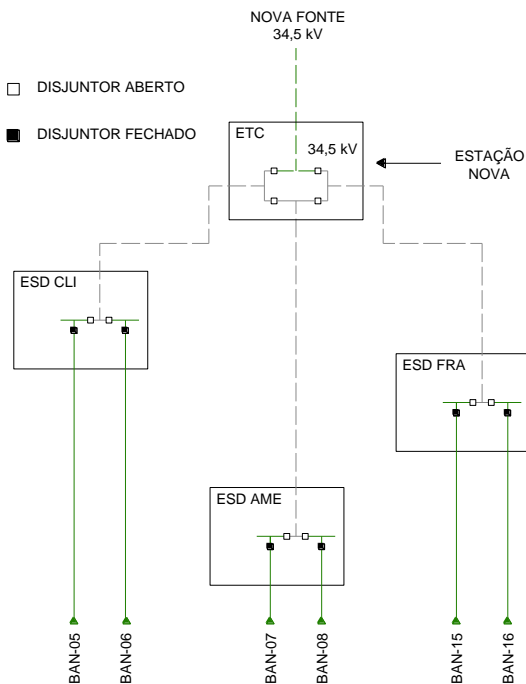 NOVA FONTE
34,5 kV
DISJUNTOR ABERTO
DISJUNTOR FECHADO
ETC
34,5 kV
ESTAÇÃO
NOVA
ESD CLI
ESD FRA
ESD AME
BAN-05
BAN-06
BAN-07
BAN-08
BAN-15
BAN-16